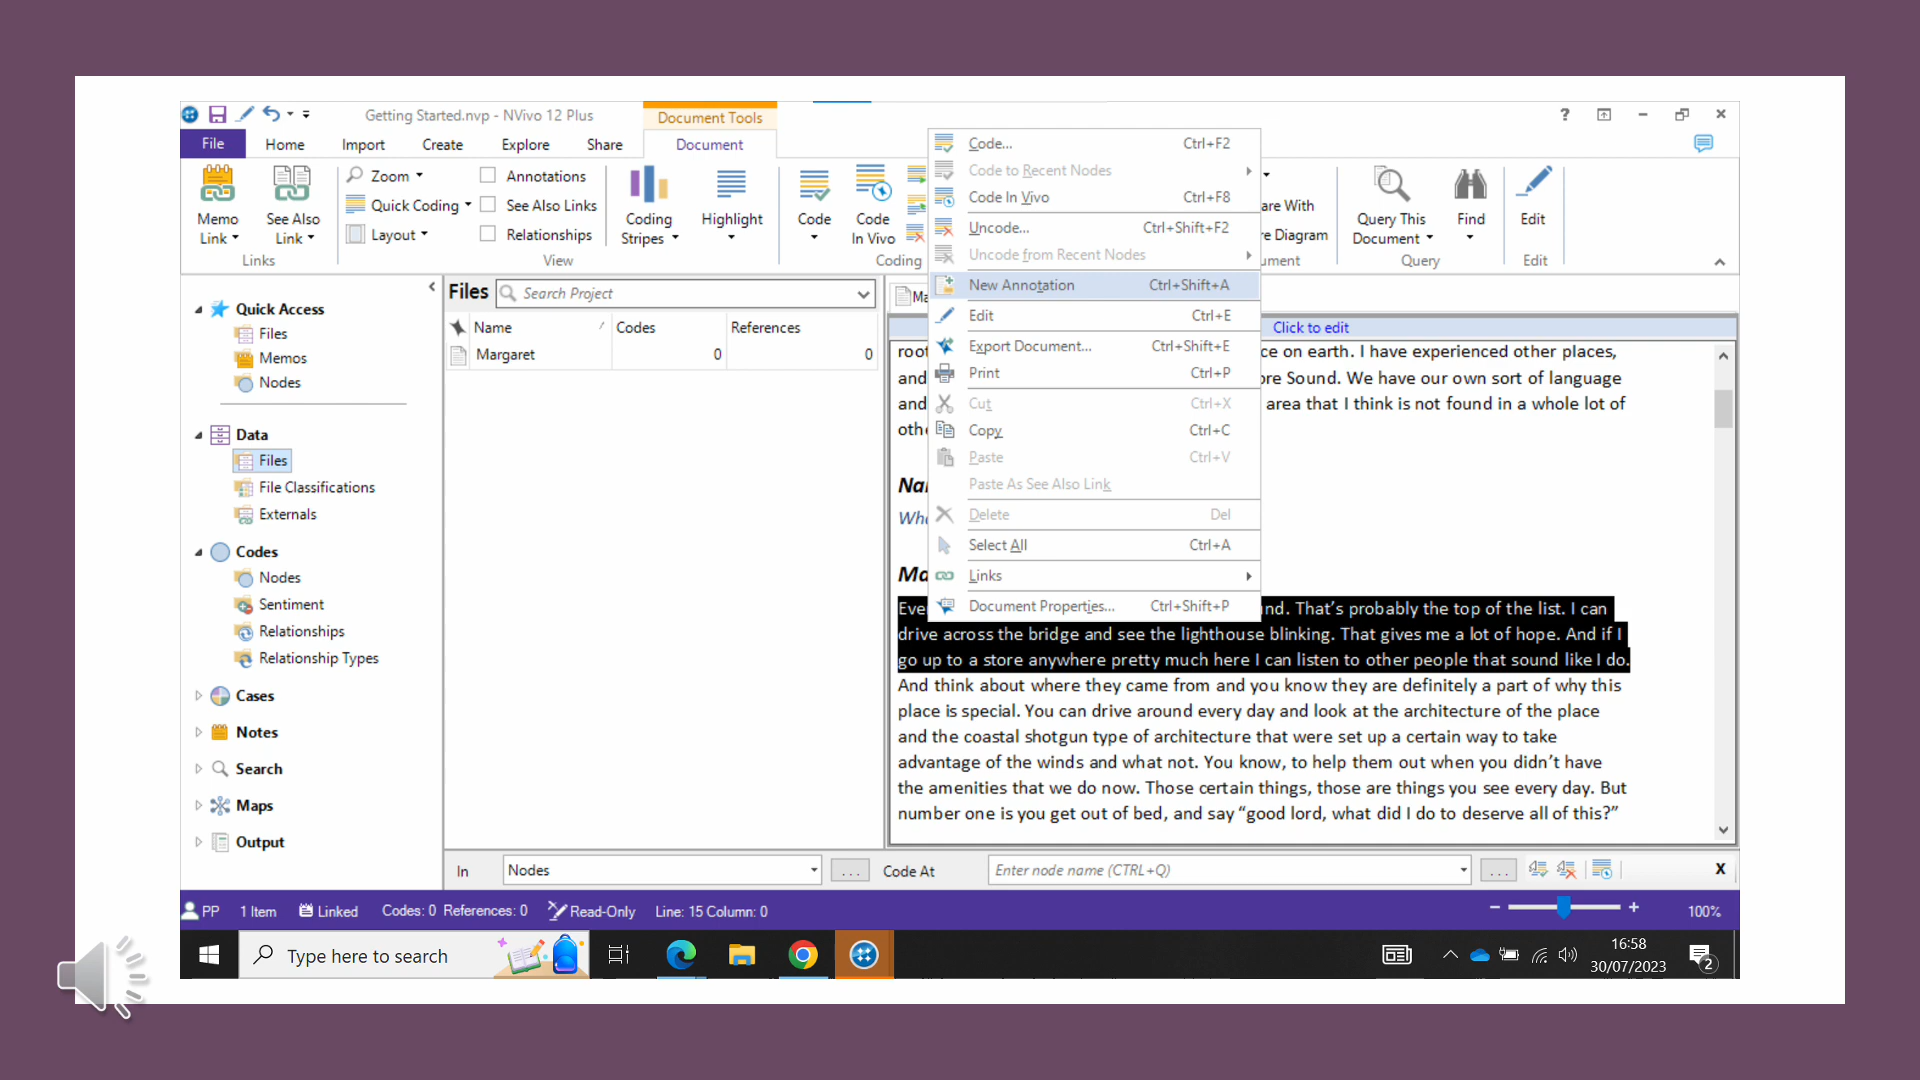 Getting Started.nvp - NVivo 12 Plus
Document Tools
?
File Home Import Create Explore Share Document
Memo Link
See Also Link
Links
Zoom
Quick Coding
Layout
Annotations
See Also Links
Relationships
View
Coding Stripes
Highlight
Code
Code In Vivo
Coding
are With
re Diagram
ument
Query This Document
Find
Query
Edit
Edit
Code... Ctrl+F2
Code to Recent Nodes
Code In Vivo Ctrl+F8
Uncode... Ctrl+Shift+F2
Uncode from Recent Nodes
New Annotation Ctrl+Shift+A
Edit Ctrl+E
Export Document... Ctrl+Shift+E
Print Ctrl+P
Cut Ctrl+X
Copy Ctrl+C
Paste Ctrl+V
Paste As See Also Link
Delete Del
Select All Ctrl+A
Links
Document Properties... Ctrl+Shift+P
Quick Access
Files
Memos
Nodes
Data
Files
File Classifications
Externals
Codes
Nodes
Sentiment
Relationships
Relationship Types
Cases
Notes
Search
Maps
Output
Files Search Project
Name Codes References
Margaret 0 0
Ma
Click to edit
root ce on earth. I have experienced other places,
and re Sound. We have our own sort of language
and area that I think is not found in a whole lot of
oth
Nan
Who
Ma
Ever nd. That’s probably the top of the list. I can
drive across the bridge and see the lighthouse blinking. That gives me a lot of hope. And if I
go up to a store anywhere pretty much here I can listen to other people that sound like I do.
And think about where they came from and you know they are definitely a part of why this
place is special. You can drive around every day and look at the architecture of the place
and the coastal shotgun type of architecture that were set up a certain way to take
advantage of the winds and what not. You know, to help them out when you didn’t have
the amenities that we do now. Those certain things, those are things you see every day. But
number one is you get out of bed, and say “good lord, what did I do to deserve all of this?”
In Nodes ... Code At Enter node name (CTRL+Q) ... X
PP 1 Item Linked Codes: 0 References: 0 Read-Only Line: 15 Column: 0 100%
Type here to search
16:58
30/07/2023
2